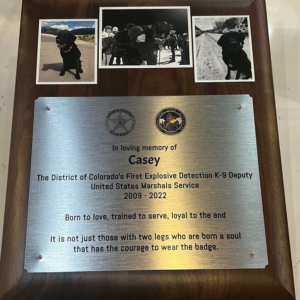 In loving memory of
Casey
The District of Colorado's First Explosive Detection K-9 Deputy
United States Marshals Service
2009 - 2022
Born to love, trained to serve, loyal to the end
It is not just those with two legs who are born a soul
that has the courage to wear the badge.